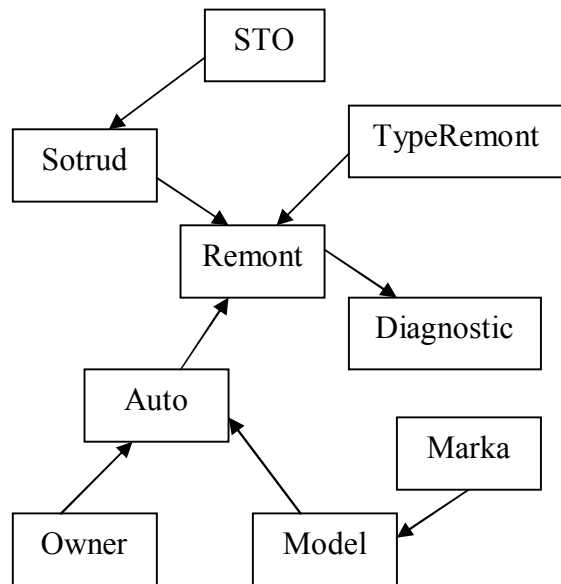 STO
TypeRemont
Sotrud
Remont
Diagnostic
Auto
Marka
Owner
Model